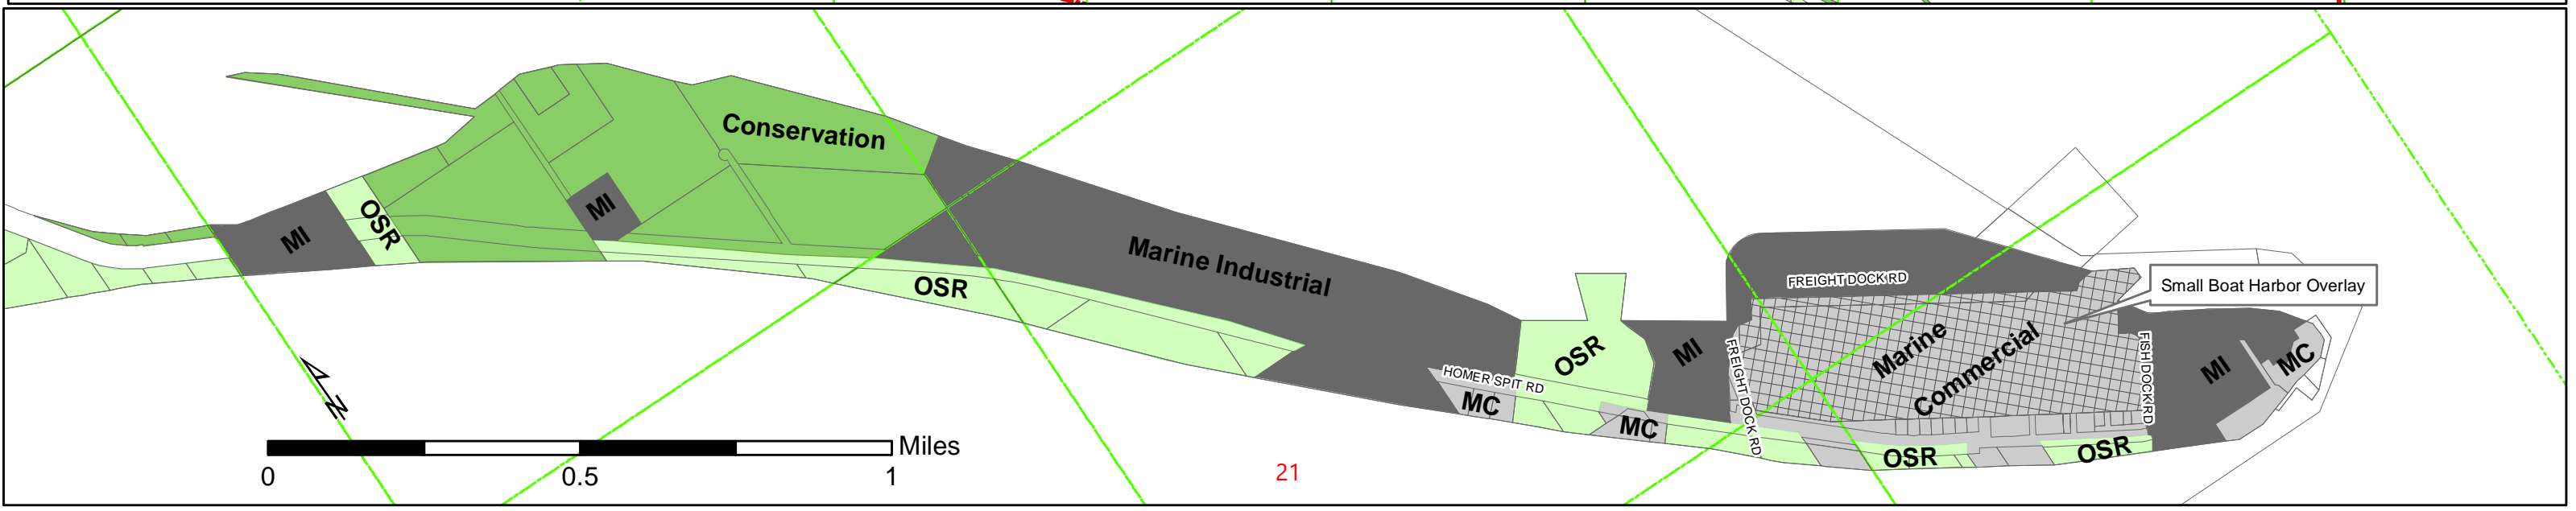 Conservation
MI
OSR
MI
Marine Industrial
OSR
FREIGHT DOCK RD
Small Boat Harbor Overlay
OSR
MI
FREIGHT DOCK RD
Marine
Commercial
FISH DOCK RD
MI
MC
HOMER SPIT RD
MC
MC
OSR
OSR
N
Miles
0
0.5
1
21